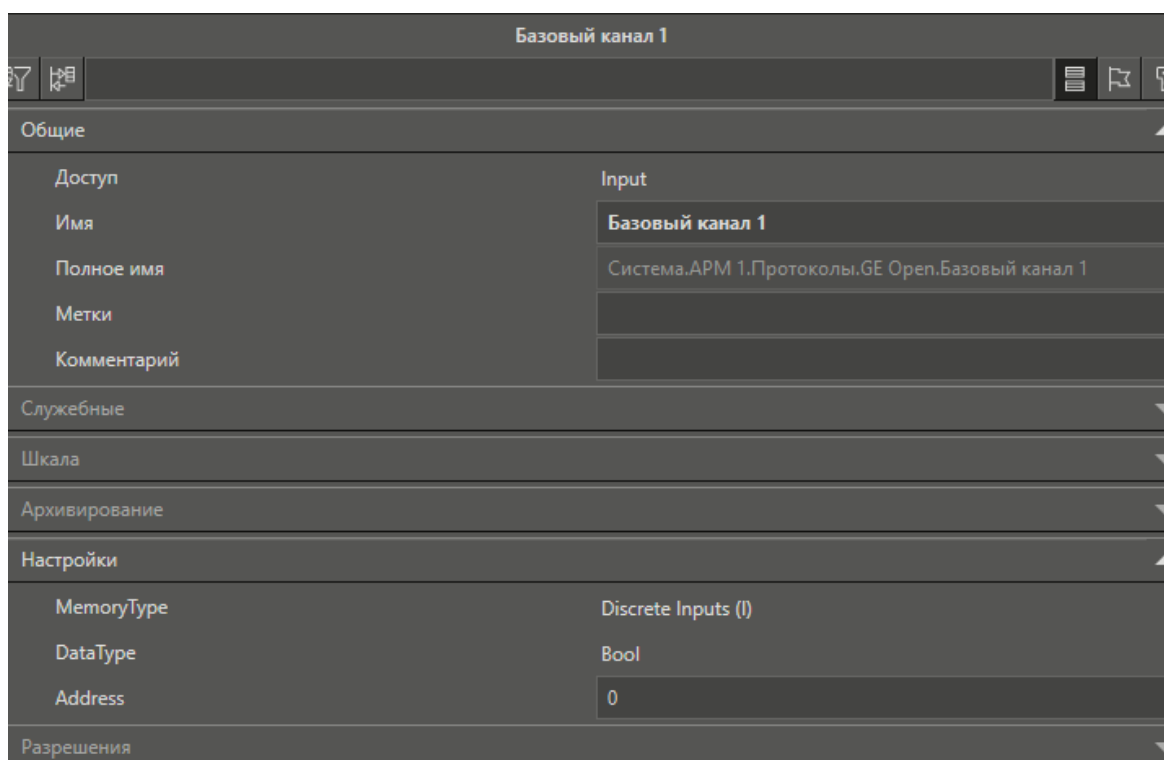 Базовый канал 1
Общие
Доступ Input
Имя Базовый канал 1
Полное имя Система.АРМ 1.Протоколы.GE Open.Базовый канал 1
Метки
Комментарий
Служебные
Шкала
Архивирование
Настройки
MemoryType Discrete Inputs (I)
DataType Bool
Address 0
Разрешения